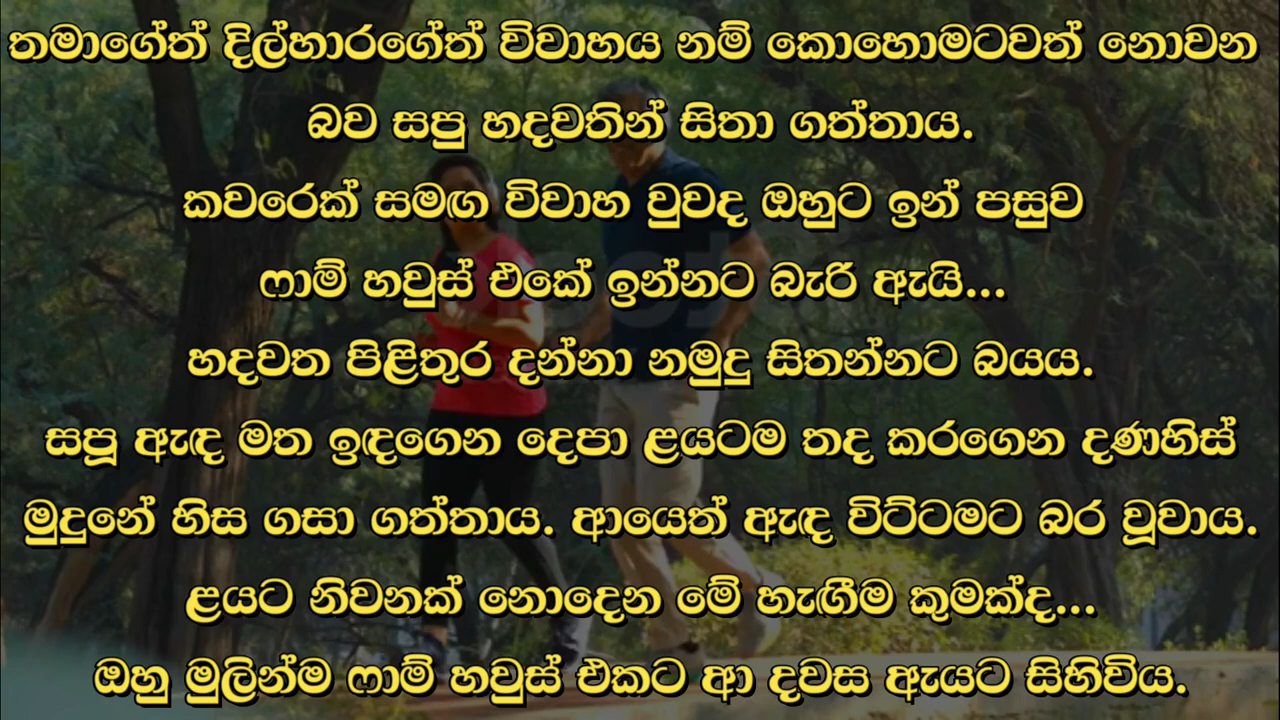 තමාගේත් දිල්හාරගේත් විවාහය නම් කොහොමටවත් නොවන
බව සපු හදවතින් සිතා ගත්තාය.
කවරෙක් සමඟ විවාහ වුවද ඔහුට ඉන් පසුව
ෆාම් හවුස් එකේ ඉන්නට බැරි ඇයි...
හදවත පිළිතුර දන්නා නමුදු සිතන්නට බයය.
සපූ ඇඳ මත ඉඳගෙන දෙපා ළයටම තද කරගෙන දණහිස්
මුදුනේ හිස ගසා ගත්තාය. ආයෙත් ඇඳ විට්ටමට බර වූවාය.
ළයට නිවනක් නොදෙන මේ හැඟීම කුමක්ද...
ඔහු මුලින්ම ෆාම් හවුස් එකට ආ දවස ඇයට සිහිවිය.